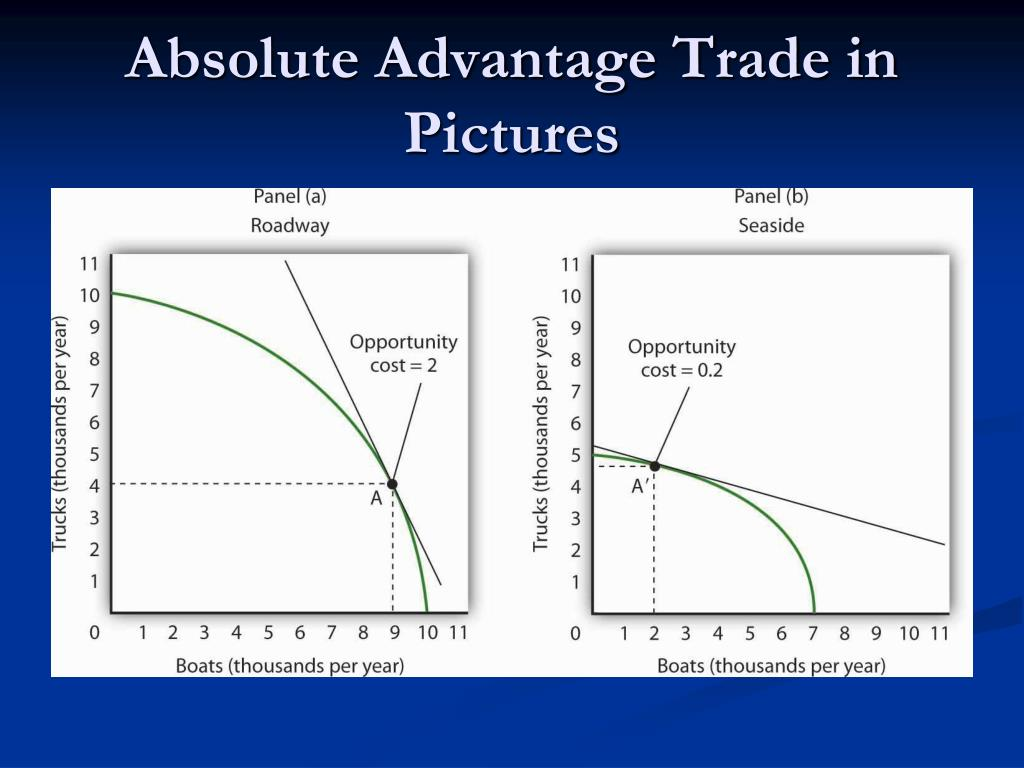 Absolute Advantage Trade in
Pictures
Panel (a)
Roadway
11
10
9
8
7
6
5
4
3
2
1
0
1 2 3 4 5 6 7 8 9 10 11
Trucks (thousands per year)
Boats (thousands per year)
Opportunity
cost = 2
A
Panel (b)
Seaside
11
10
9
8
7
6
5
4
3
2
1
0
1 2 3 4 5 6 7 8 9 10 11
Trucks (thousands per year)
Boats (thousands per year)
Opportunity
cost = 0.2
A′